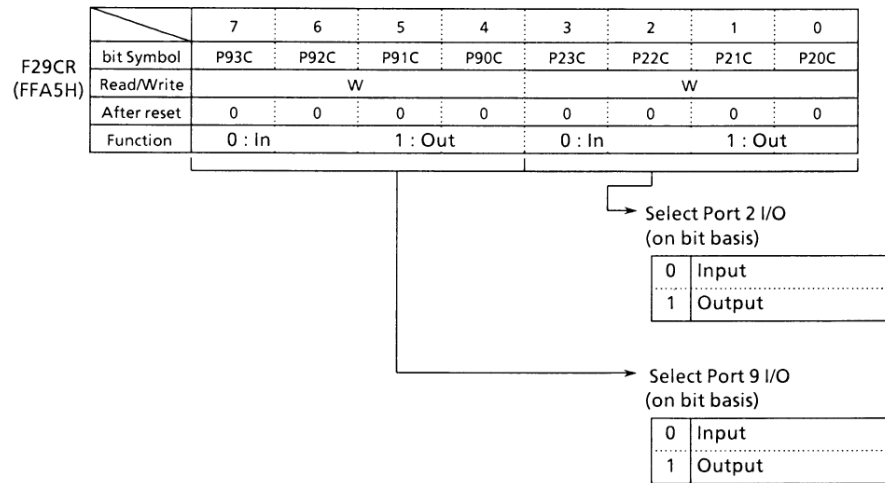 7 6 5 4 3 2 1 0
F29CR
(FFA5H)
bit Symbol P93C P92C P91C P90C P23C P22C P21C P20C
Read/Write W W
After reset 0 0 0 0 0 0 0 0
Function 0 : In 1 : Out 0 : In 1 : Out
Select Port 2 I/O
(on bit basis)
0 Input
1 Output
Select Port 9 I/O
(on bit basis)
0 Input
1 Output